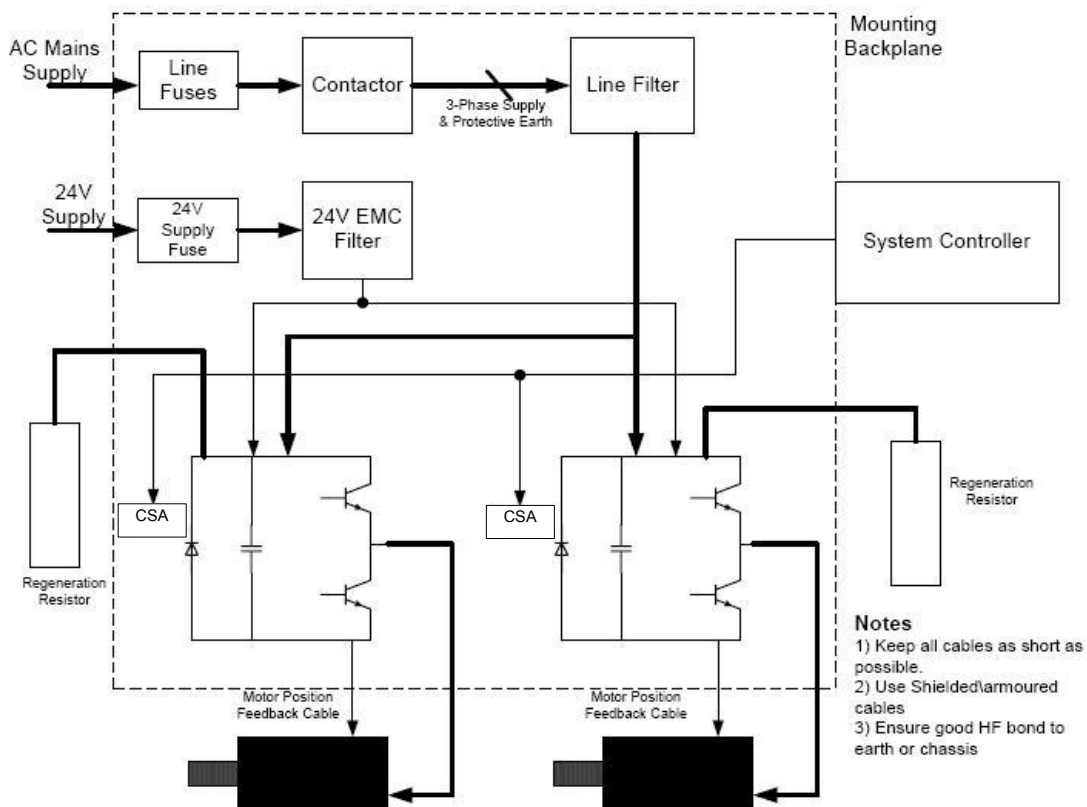 Mounting
Backplane
AC Mains
Supply
Line
Fuses
Contactor
3-Phase Supply
& Protective Earth
Line Filter
24V
Supply
24V
Supply
Fuse
24V EMC
Filter
System Controller
CSA
CSA
Regeneration
Resistor
Regeneration
Resistor
Motor Position
Feedback Cable
Motor Position
Feedback Cable
Notes
1) Keep all cables as short as
possible.
2) Use Shielded\armoured
cables
3) Ensure good HF bond to
earth or chassis